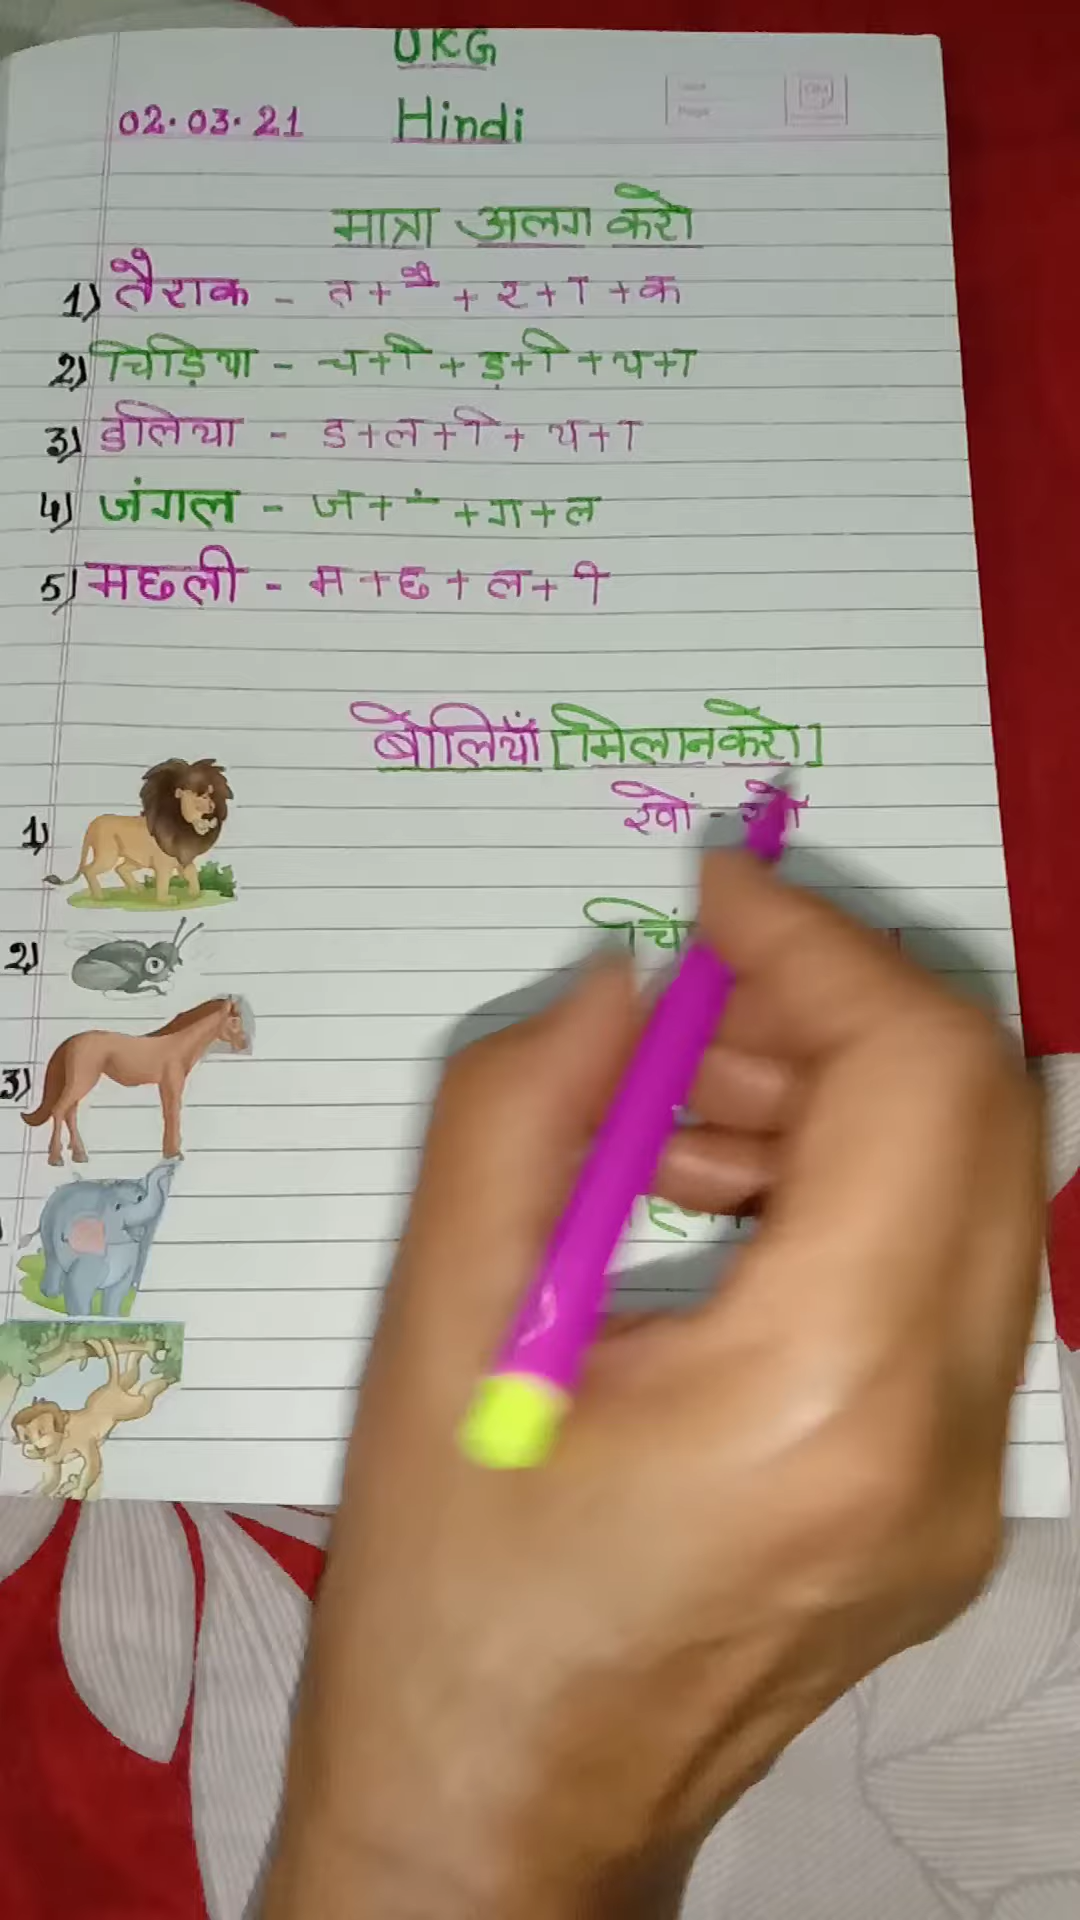 UKG
02.03.21 Hindi
मात्रा अलग करो
1) तैराक - त + ै + र + ा + क
2) चिड़िया - च + ि + ड़ + ि + य + ा
3) डलिया - ड + ल + ि + य + ा
4) जंगल - ज + ं + ग + ल
5) मछली - म + छ + ल + ी
बोलियाँ [मिलान करो]
1) खों -
2) चिं
3)